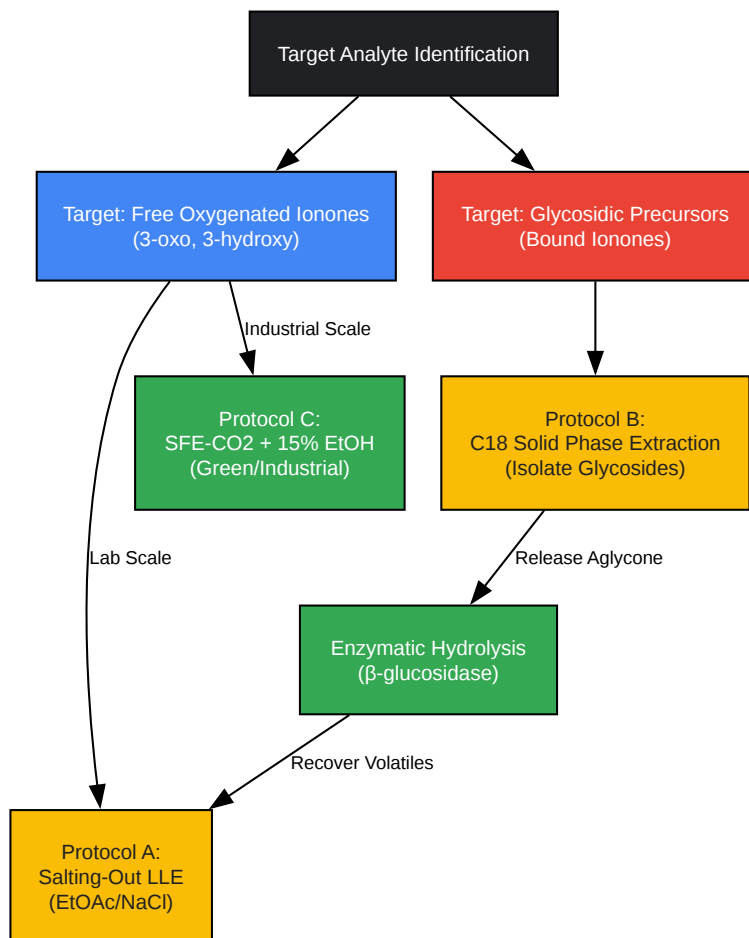 Target Analyte Identification
Target: Free Oxygenated Ionones
(3-oxo, 3-hydroxy)
Target: Glycosidic Precursors
(Bound Ionones)
Industrial Scale
Protocol C:
SFE-CO2 + 15% EtOH
(Green/Industrial)
Protocol B:
C18 Solid Phase Extraction
(Isolate Glycosides)
Lab Scale
Release Aglycone
Enzymatic Hydrolysis
(β-glucosidase)
Recover Volatiles
Protocol A:
Salting-Out LLE
(EtOAc/NaCl)